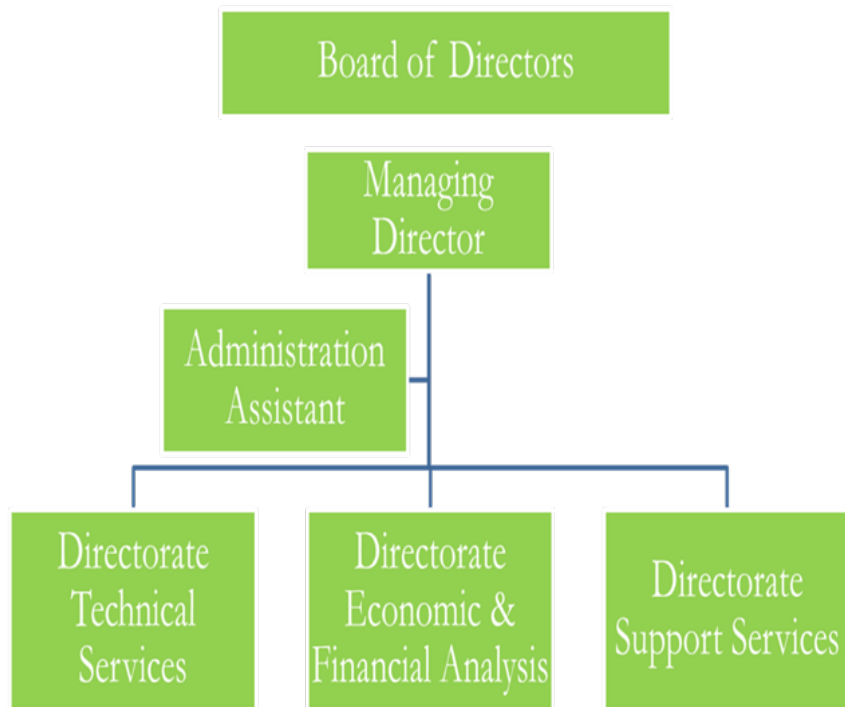 Board of Directors
Managing
Director
Administration
Assistant
Directorate
Technical
Services
Directorate
Economic &
Financial Analysis
Directorate
Support Services